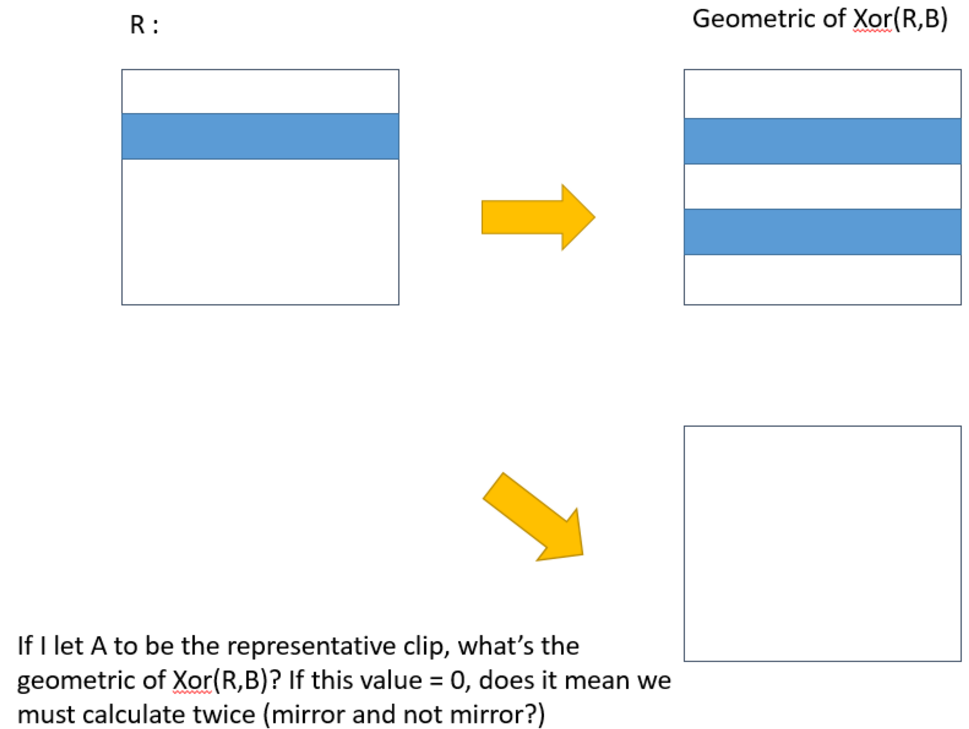 R :
Geometric of Xor(R,B)
If I let A to be the representative clip, what’s the
geometric of Xor(R,B)? If this value = 0, does it mean we
must calculate twice (mirror and not mirror?)